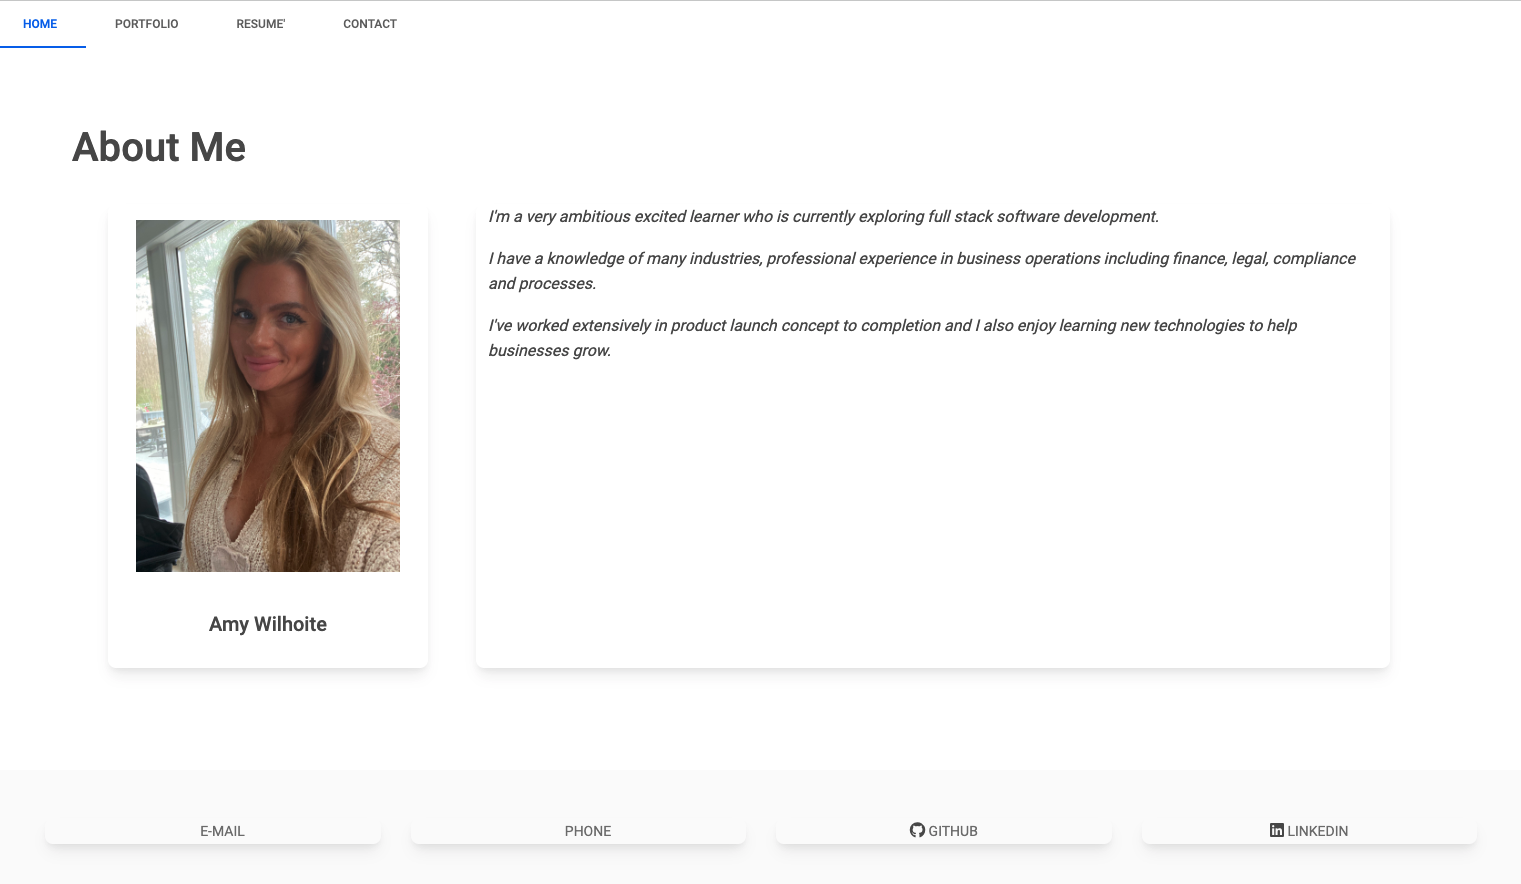 HOME PORTFOLIO RESUME' CONTACT
About Me
I'm a very ambitious excited learner who is currently exploring full stack software development.
I have a knowledge of many industries, professional experience in business operations including finance, legal, compliance
and processes.
I've worked extensively in product launch concept to completion and I also enjoy learning new technologies to help
businesses grow.
Amy Wilhoite
E-MAIL PHONE GITHUB LINKEDIN